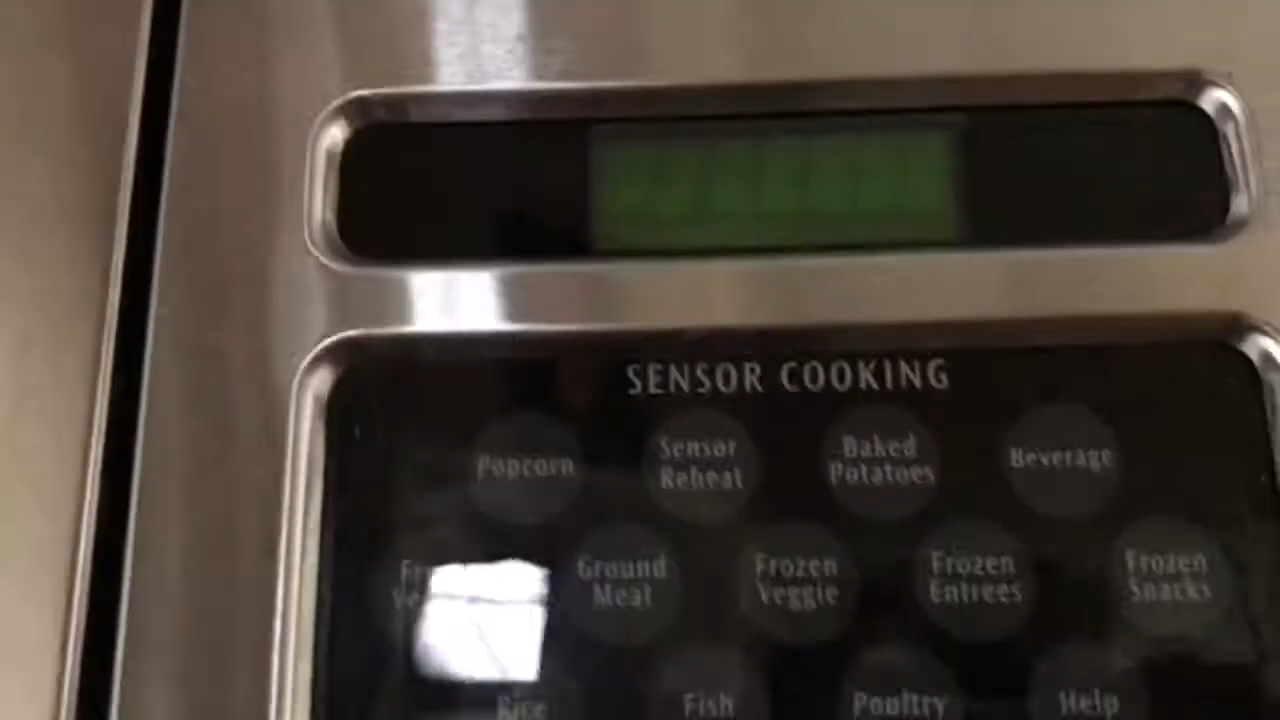 SENSOR COOKING
Popcorn
Sensor
Reheat
Baked
Potatoes
Beverage
Ground
Meat
Frozen
Veggie
Frozen
Entrees
Frozen
Snacks
Rice
Fish
Poultry
Help